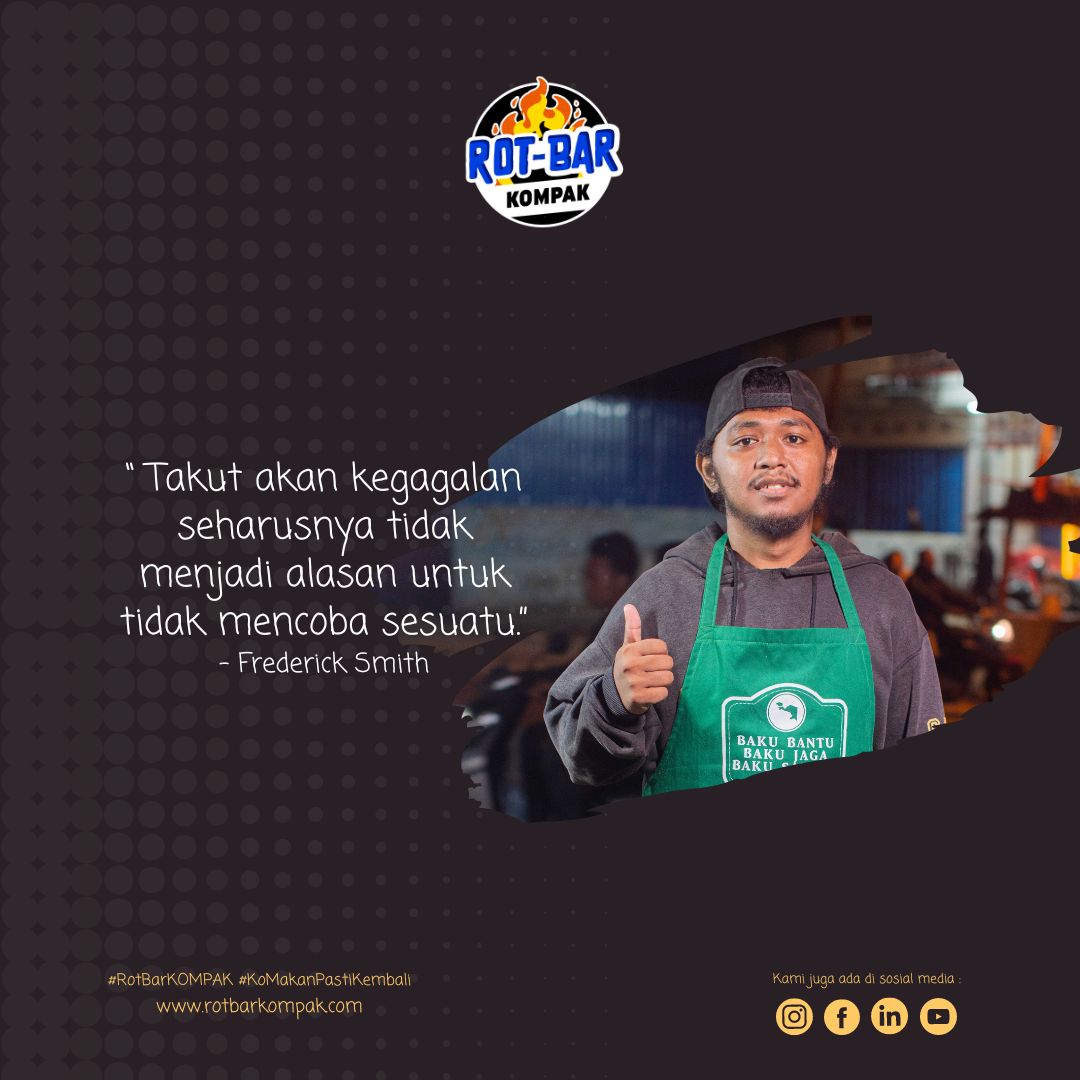 ROT-BAR
KOMPAK
“ Takut akan kegagalan
seharusnya tidak
menjadi alasan untuk
tidak mencoba sesuatu.”
- Frederick Smith
BAKU BANTU
BAKU JAGA
BAKU
#RotBarKOMPAK #KoMakanPastiKembali
www.rotbarkompak.com
Kami juga ada di sosial media :